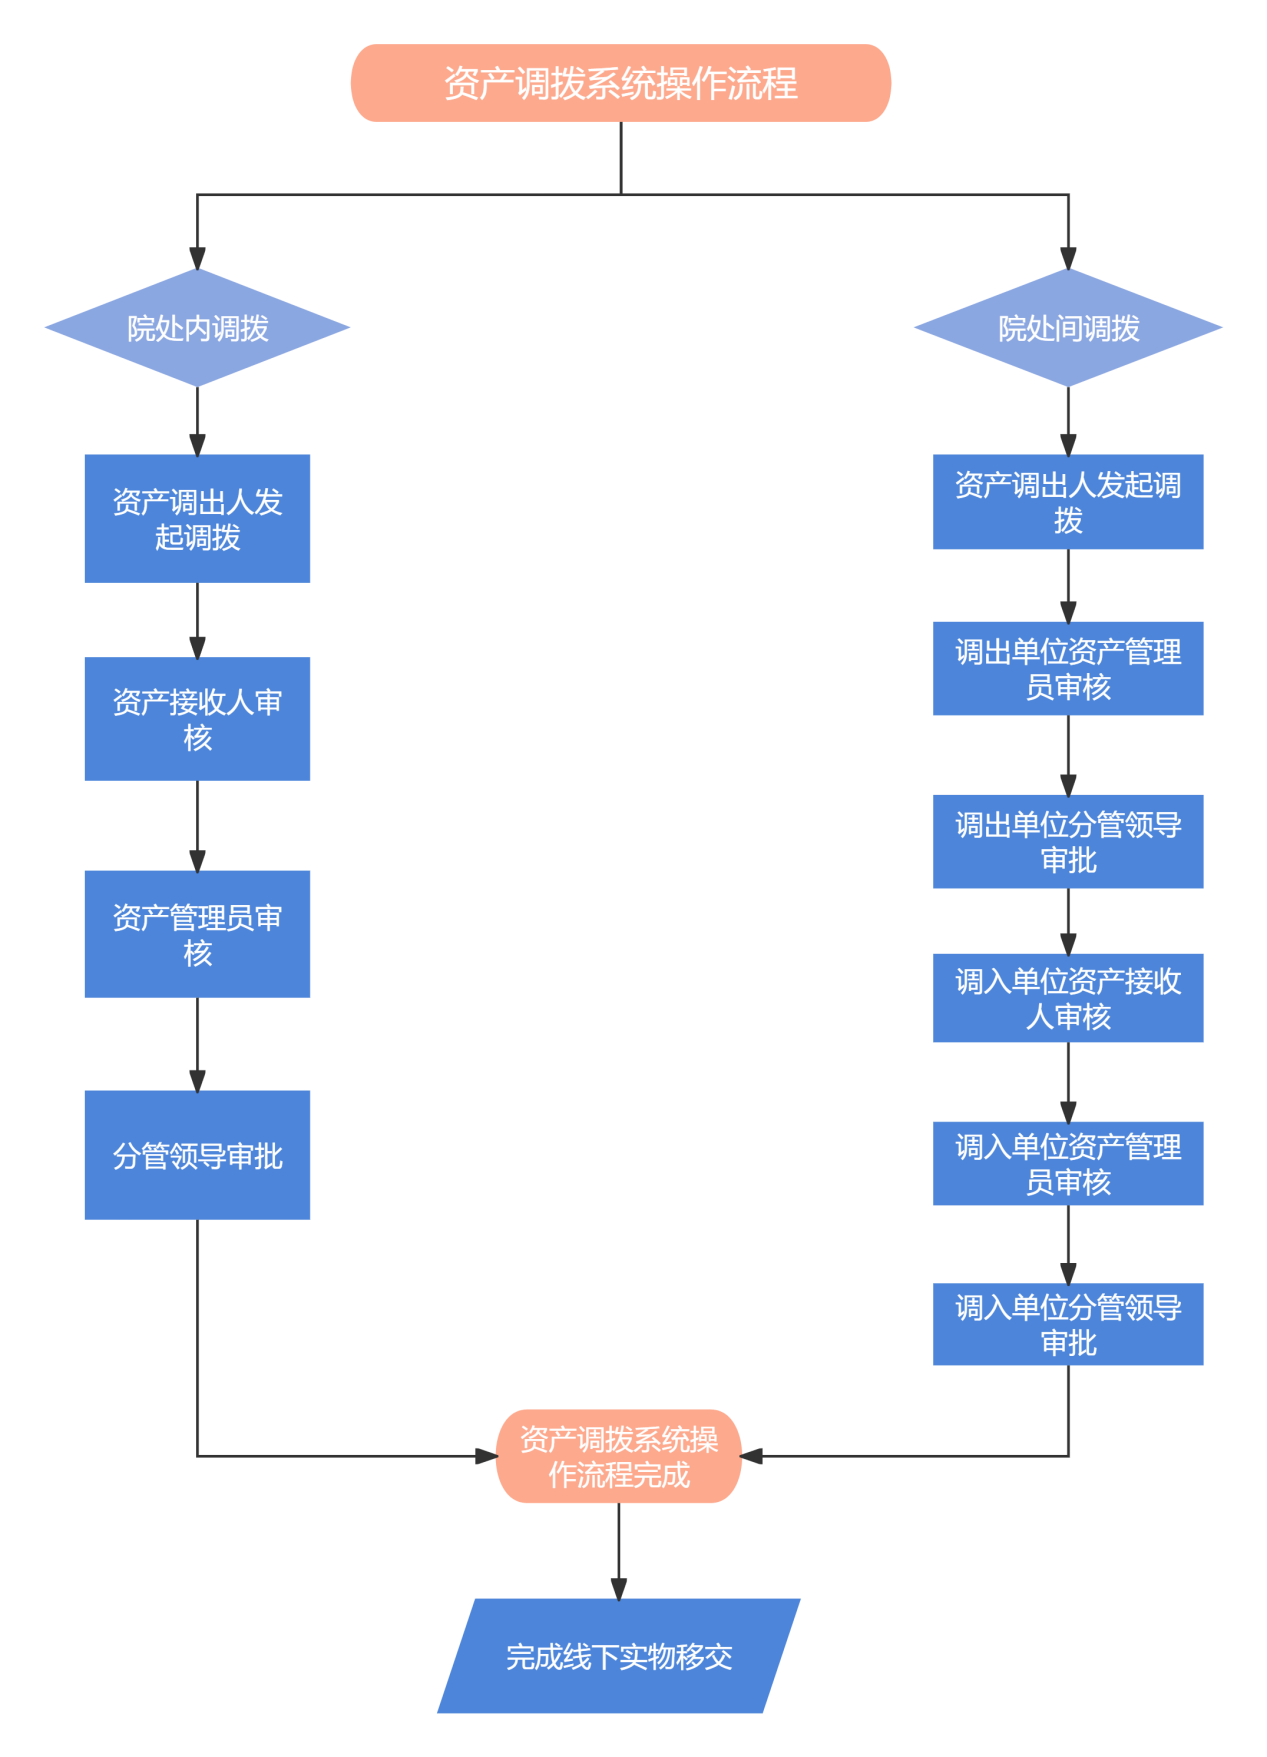 资产调拨系统操作流程
院处内调拨
院处间调拨
资产调出人发
起调拨
资产接收人审
核
资产管理员审
核
分管领导审批
资产调出人发起调
拨
调出单位资产管理
员审核
调出单位分管领导
审批
调入单位资产接收
人审核
调入单位资产管理
员审核
调入单位分管领导
审批
资产调拨系统操
作流程完成
完成线下实物移交